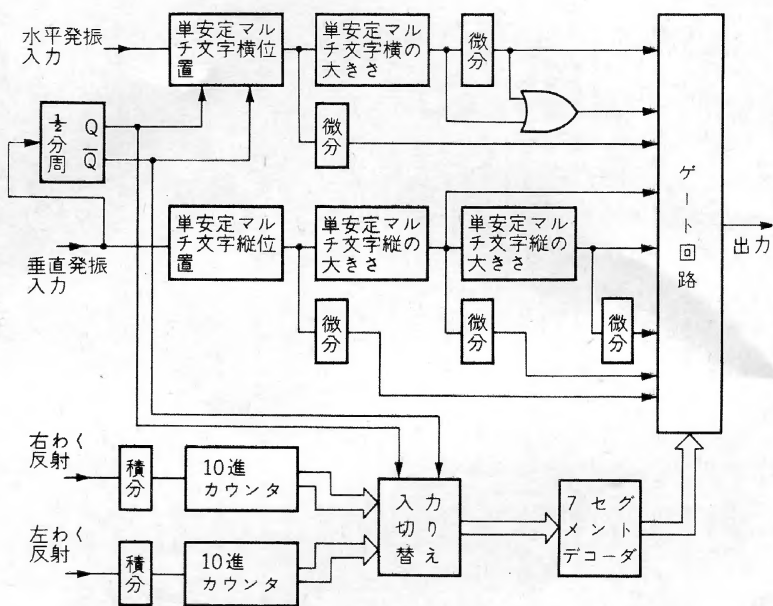 水平発振
入力
単安定マル
チ文字横位
置
単安定マル
チ文字横の
大きさ
微
分
微
分
½
分
周
Q
Q̄
垂直発振
入力
単安定マル
チ文字縦位
置
単安定マル
チ文字縦の
大きさ
単安定マル
チ文字縦の
大きさ
微
分
微
分
微
分
ゲ
ー
ト
回
路
出力
右わく
反射
積
分
10進
カウンタ
左わく
反射
積
分
10進
カウンタ
入力
切り
替え
7セグ
メント
デコーダ